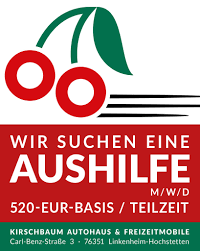 WIR SUCHEN EINE
AUSHILFE
M/W/D
520-EUR-BASIS / TEILZEIT
KIRSCHBAUM AUTOHAUS & FREIZEITMOBILE
Carl-Benz-Straße 3 - 76351 Linkenheim-Hochstetten